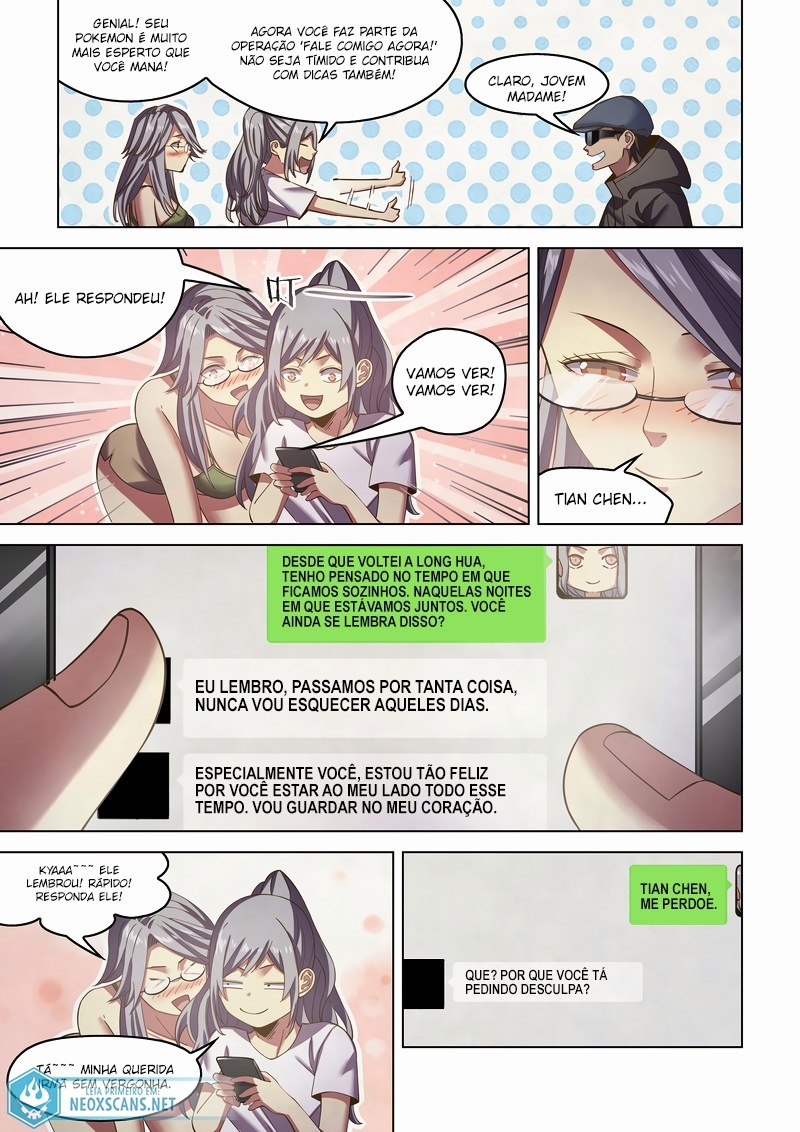 GENIAL! SEU
POKEMON É MUITO
MAIS ESPERTO QUE
VOCÊ MANA!
AGORA VOCÊ FAZ PARTE DA
OPERAÇÃO 'FALE COMIGO AGORA!'
NÃO SEJA TÍMIDO E CONTRIBUA
COM DICAS TAMBÉM!
CLARO, JOVEM
MADAME!
AH! ELE RESPONDEU!
叮
VAMOS VER!
VAMOS VER!
TIAN CHEN...
DESDE QUE VOLTEI A LONG HUA,
TENHO PENSADO NO TEMPO EM QUE
FICAMOS SOZINHOS. NAQUELAS NOITES
EM QUE ESTÁVAMOS JUNTOS. VOCÊ
AINDA SE LEMBRA DISSO?
EU LEMBRO, PASSAMOS POR TANTA COISA,
NUNCA VOU ESQUECER AQUELES DIAS.
ESPECIALMENTE VOCÊ, ESTOU TÃO FELIZ
POR VOCÊ ESTAR AO MEU LADO TODO ESSE
TEMPO. VOU GUARDAR NO MEU CORAÇÃO.
KYAAA~~~ ELE
LEMBROU! RÁPIDO!
RESPONDA ELE!
TÁ~~~ MINHA QUERIDA
IRMÃ SEM VERGONHA.
TIAN CHEN,
ME PERDOE.
QUE? POR QUE VOCÊ TÁ
PEDINDO DESCULPA?
LEIA PRIMEIRO EM:
NEOXSCANS.NET